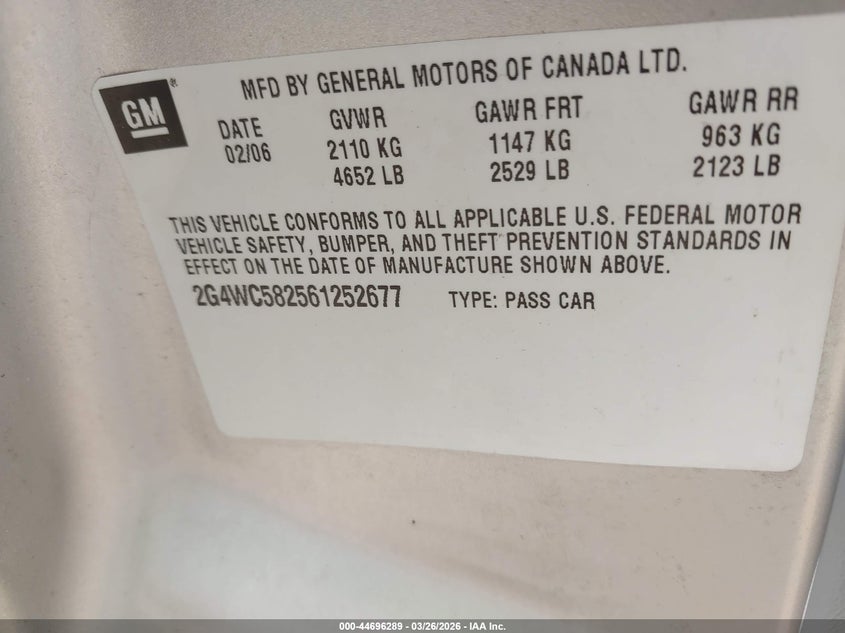 MFD BY GENERAL MOTORS OF CANADA LTD.
GM®
DATE GVWR GAWR FRT GAWR RR
02/06 2110 KG 1147 KG 963 KG
4652 LB 2529 LB 2123 LB
THIS VEHICLE CONFORMS TO ALL APPLICABLE U.S. FEDERAL MOTOR
VEHICLE SAFETY, BUMPER, AND THEFT PREVENTION STANDARDS IN
EFFECT ON THE DATE OF MANUFACTURE SHOWN ABOVE.
2G4WC582561252677 TYPE: PASS CAR
000-44696289 - 03/26/2026 - IAA Inc.